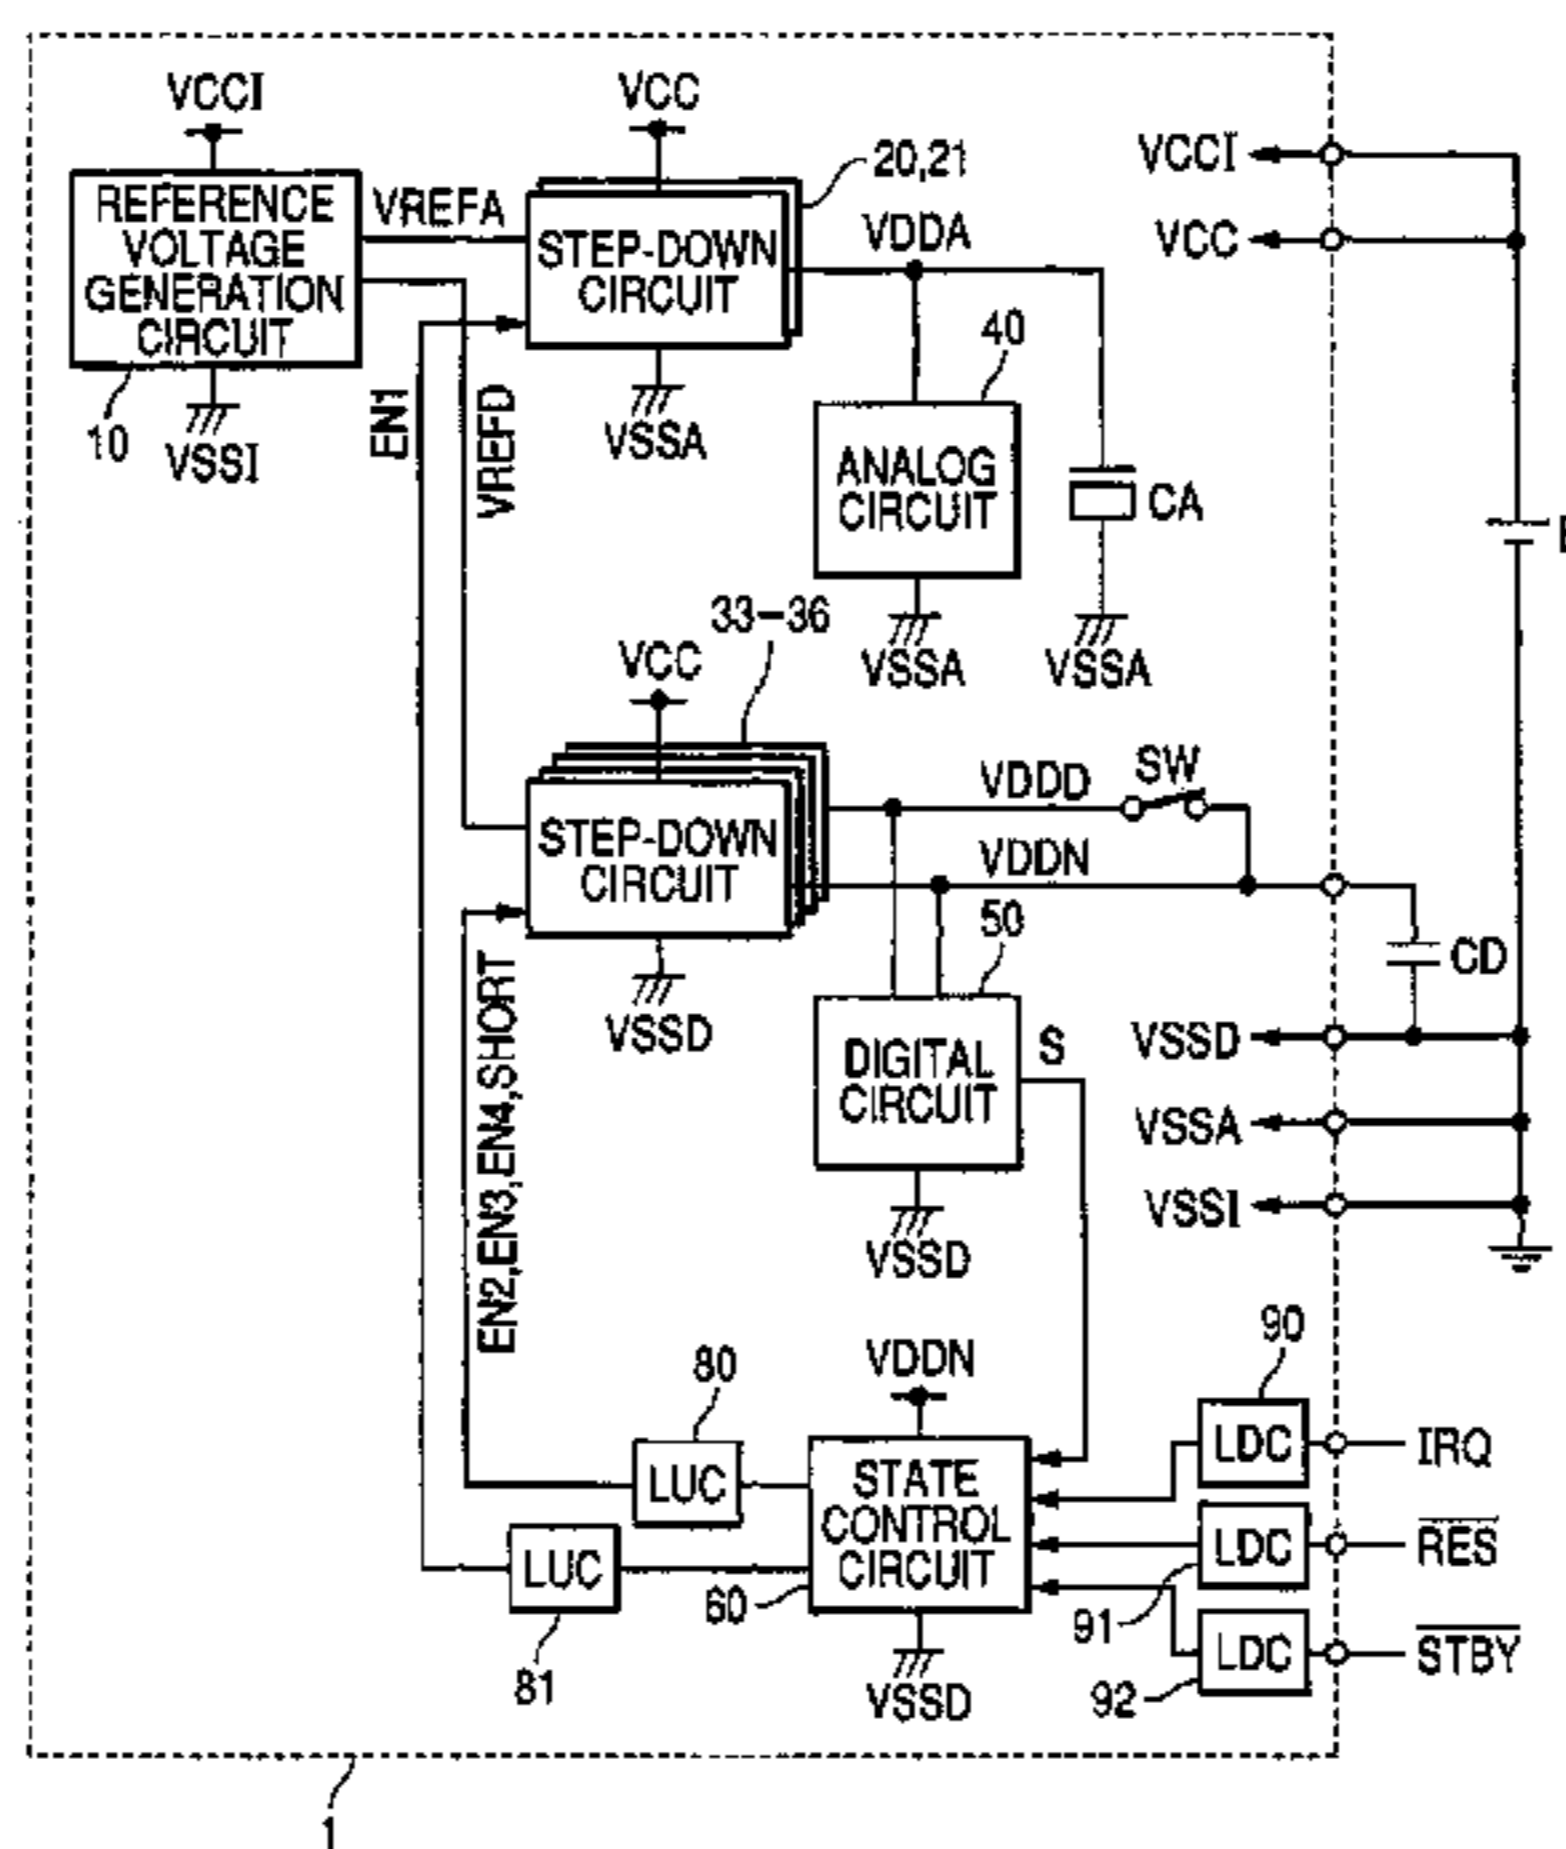 VCCI
VCC
20,21
VCCI
REFERENCE
VOLTAGE
GENERATION
CIRCUIT
VREFA
STEP-DOWN
CIRCUIT
VDDA
VCC
10
VSSI
EN1
VREFD
VSSA
40
ANALOG
CIRCUIT
CA
VSSA
VSSA
33-36
VCC
STEP-DOWN
CIRCUIT
VDDD
SW
VDDN
50
CD
VSSD
EN2,EN3,EN4,SHORT
DIGITAL
CIRCUIT
S
VSSD
VSSA
VSSI
VSSD
80
VDDN
90
LUC
STATE
CONTROL
CIRCUIT
LDC
IRQ
LUC
60
LDC
RES
91
81
VSSD
92
LDC
STBY
1